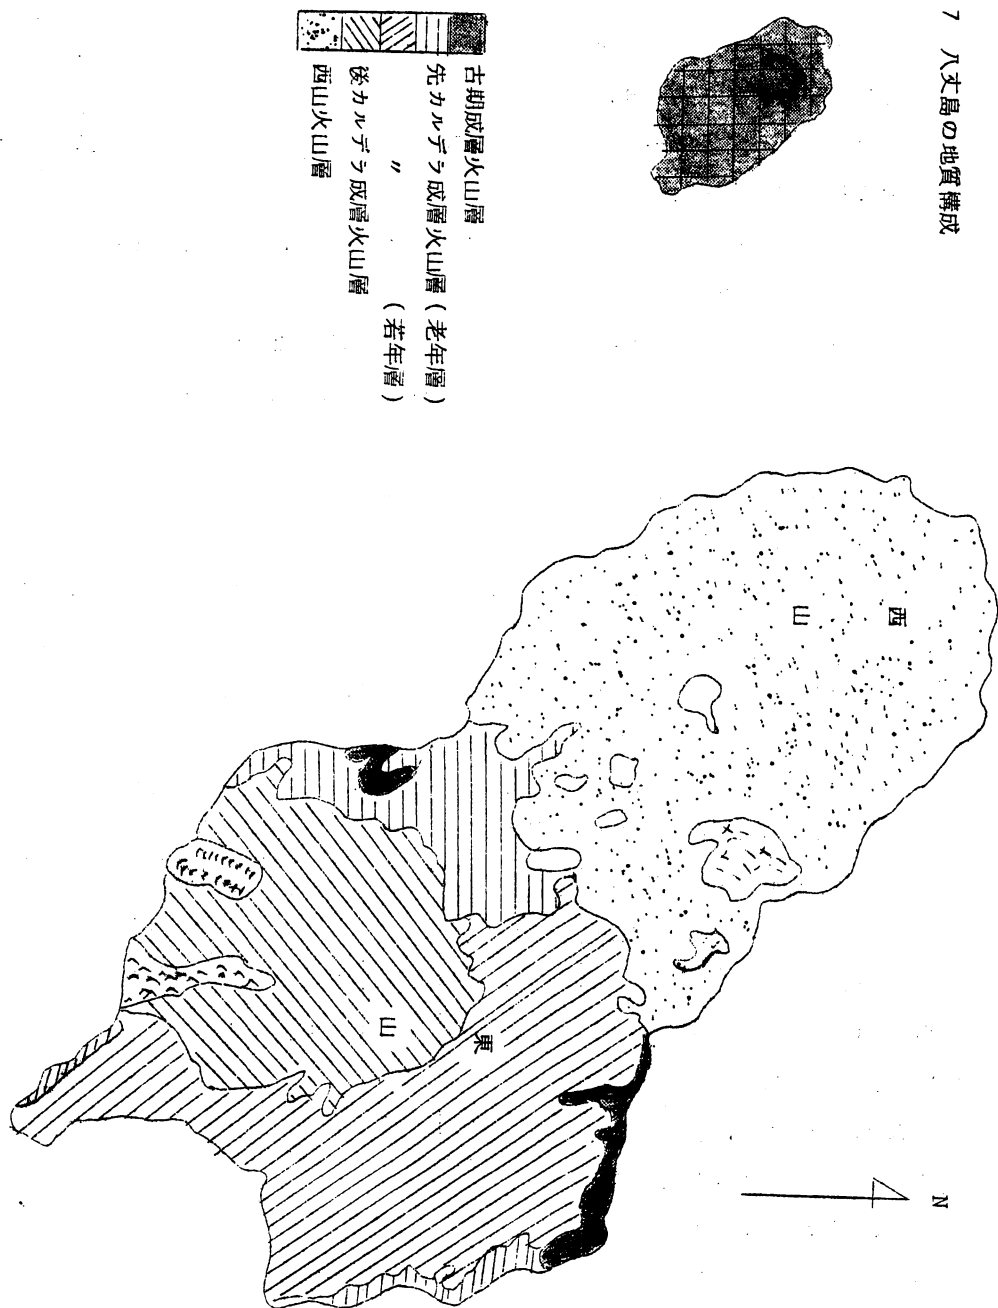 7 八丈島の地質構成
古期成層火山層
先カルデラ成層火山層(老年層)
〃 (若年層)
後カルデラ成層火山層
西山火山層
西
山
東
山
N